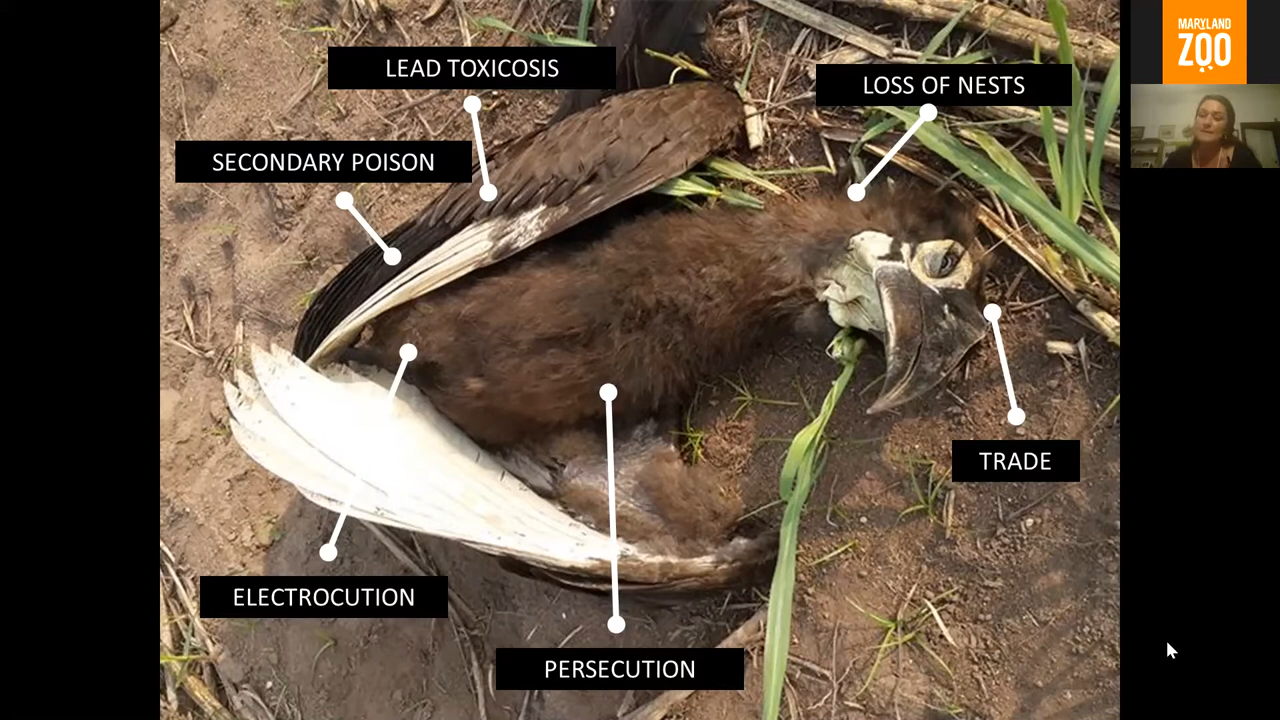 LEAD TOXICOSIS
LOSS OF NESTS
SECONDARY POISON
TRADE
ELECTROCUTION
PERSECUTION
MARYLAND
ZOO